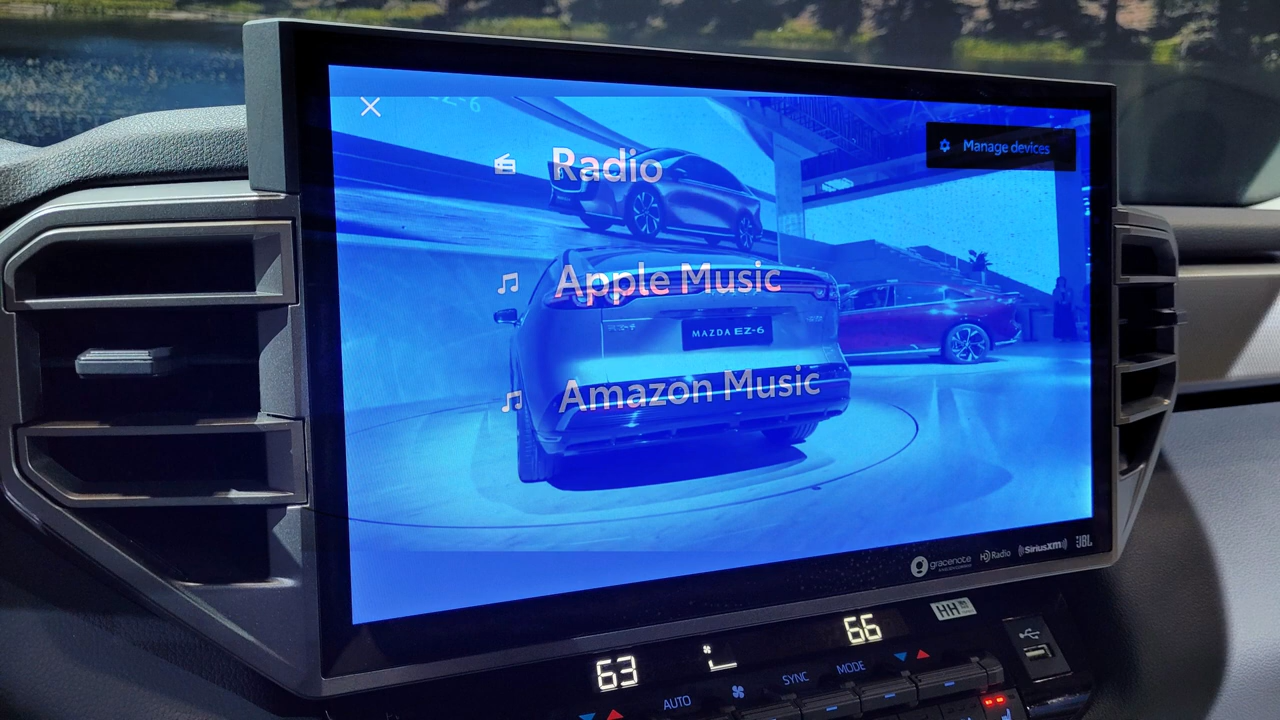 Radio
Manage devices
Apple Music
MAZDA EZ-6
Amazon Music
gracenote
HD Radio
SiriusXM
JBL
63
66
HH
AUTO
SYNC
MODE